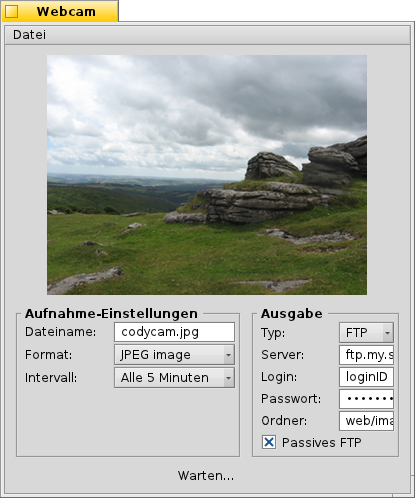 Webcam
Datei
Aufnahme-Einstellungen
Dateiname: codycam.jpg
Format: JPEG image
Intervall: Alle 5 Minuten
Ausgabe
Typ: FTP
Server: ftp.my.s
Login: loginID
Passwort: •••••••
Ordner: web/ima
Passives FTP
Warten...